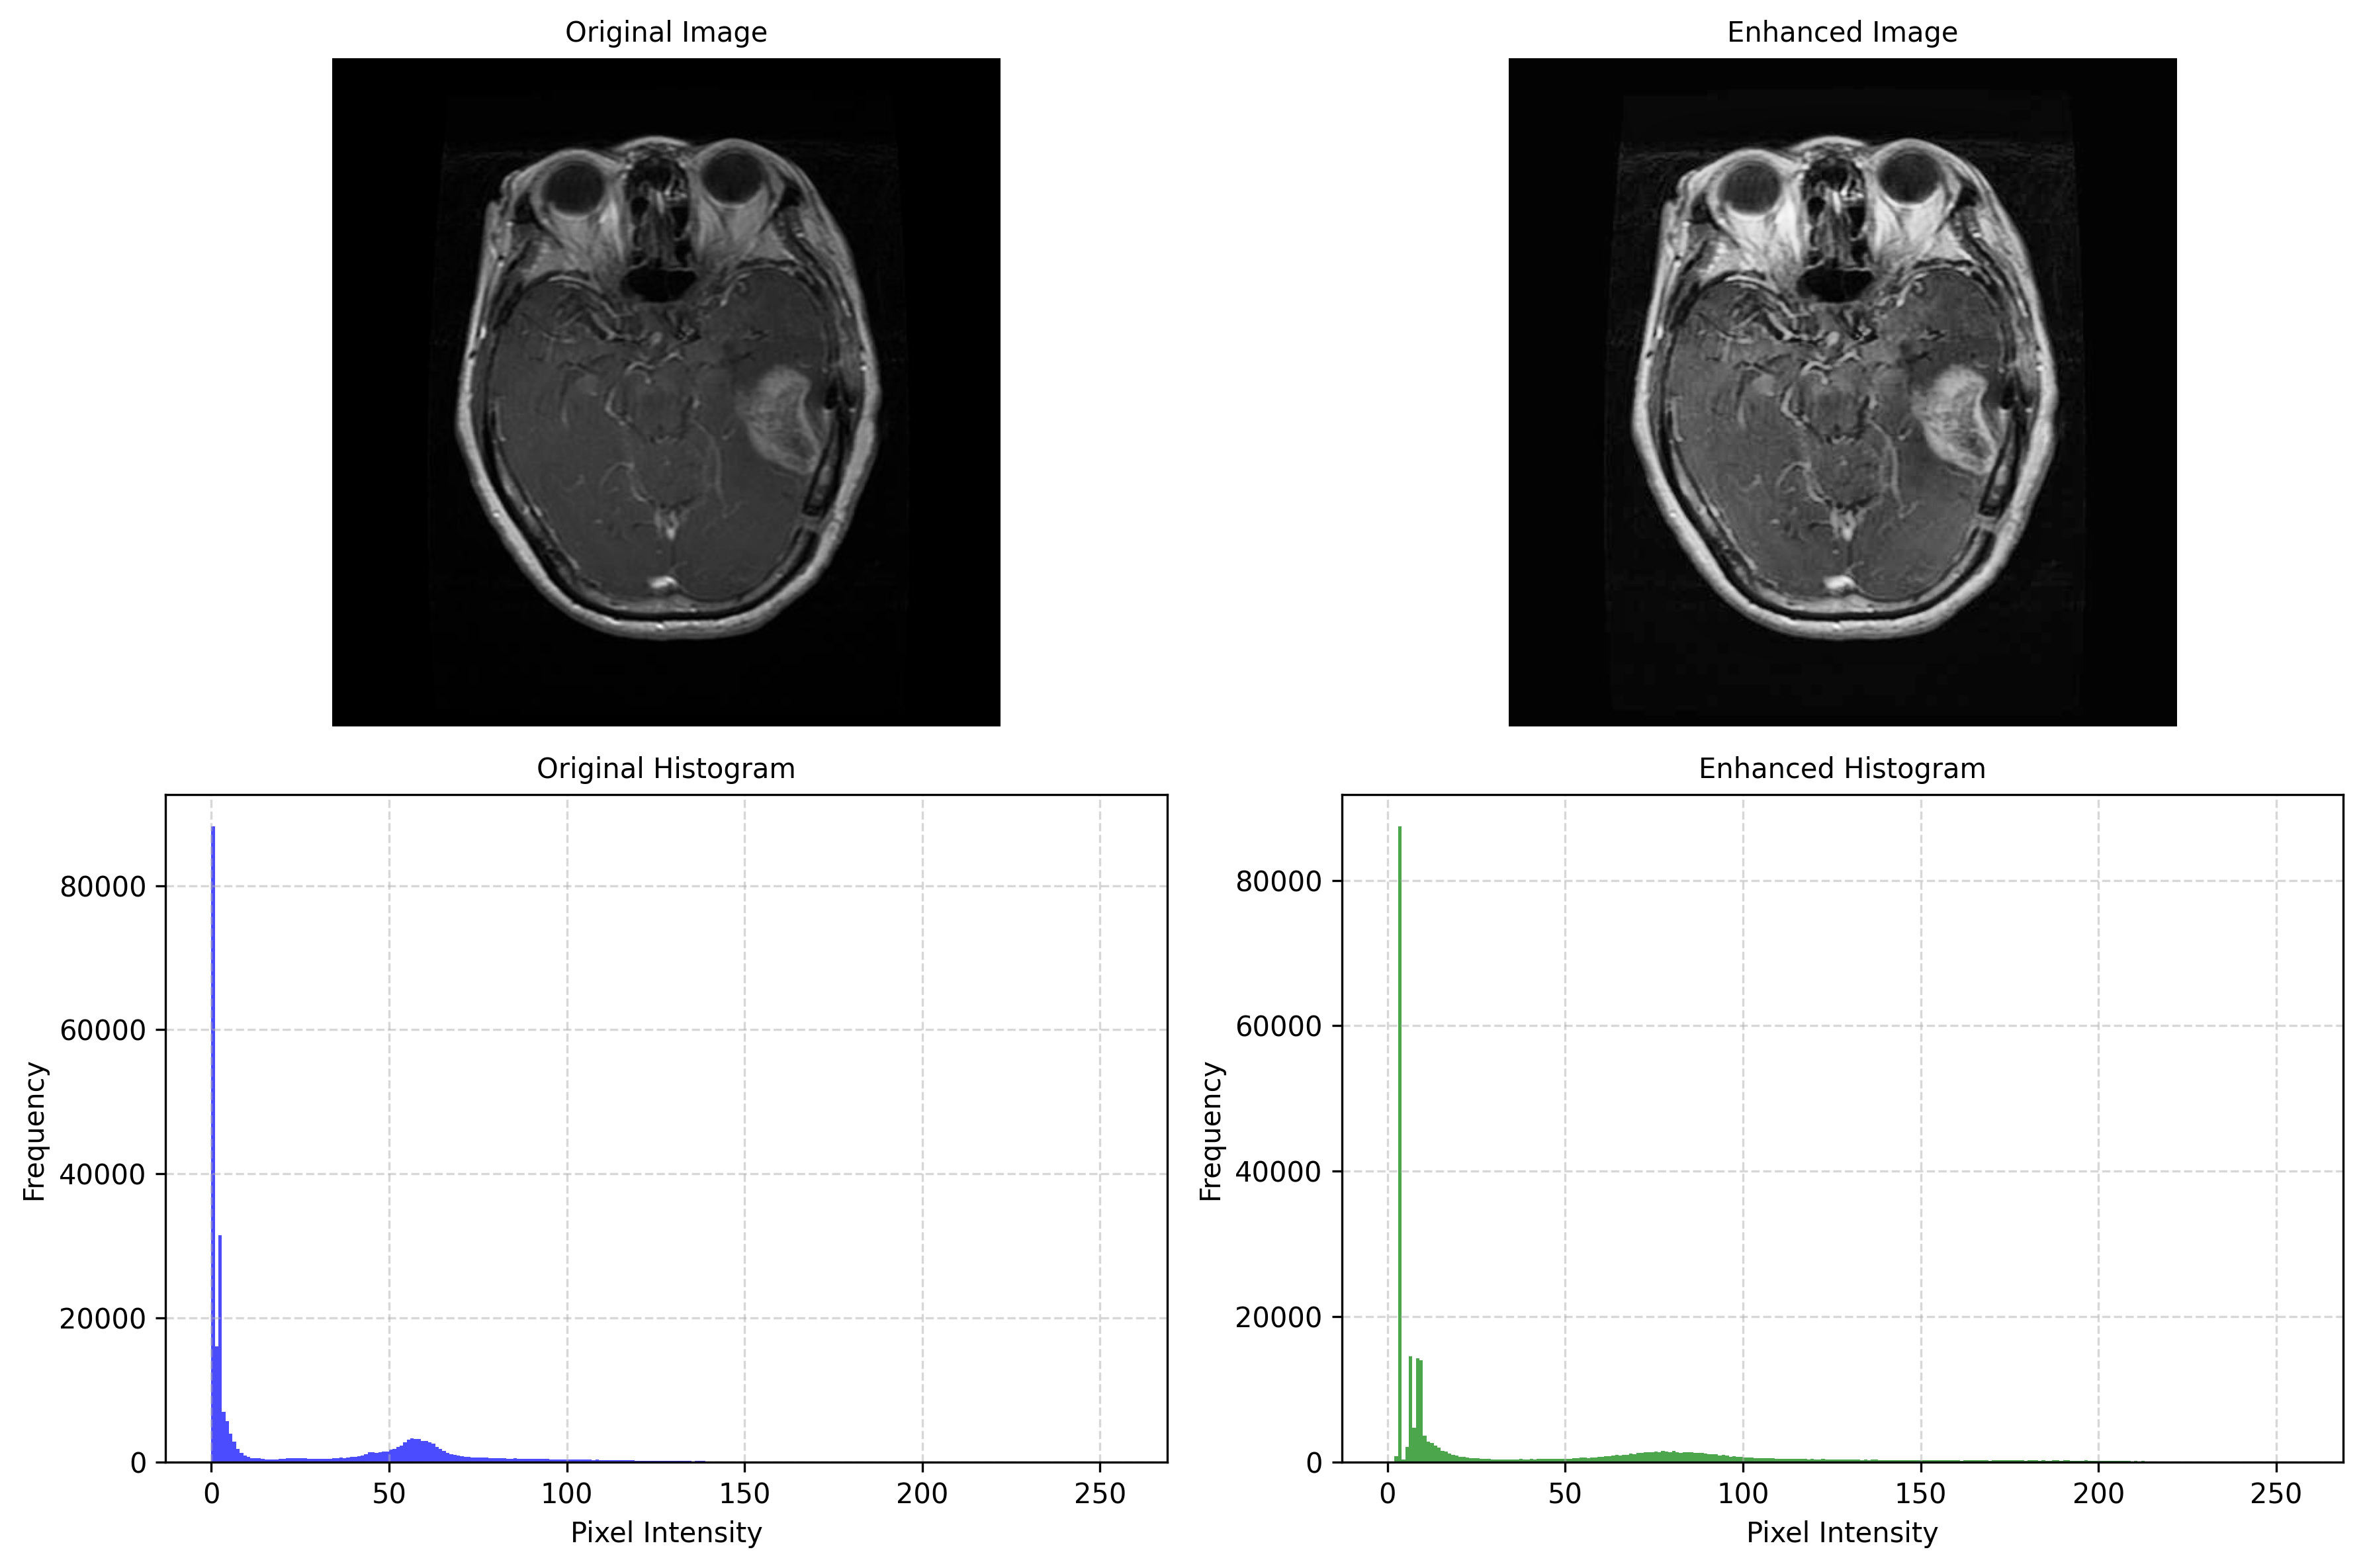 Original Image
Enhanced Image
Original Histogram
Enhanced Histogram
80000
60000
40000
20000
0
Frequency
0 50 100 150 200 250
Pixel Intensity
80000
60000
40000
20000
0
Frequency
0 50 100 150 200 250
Pixel Intensity